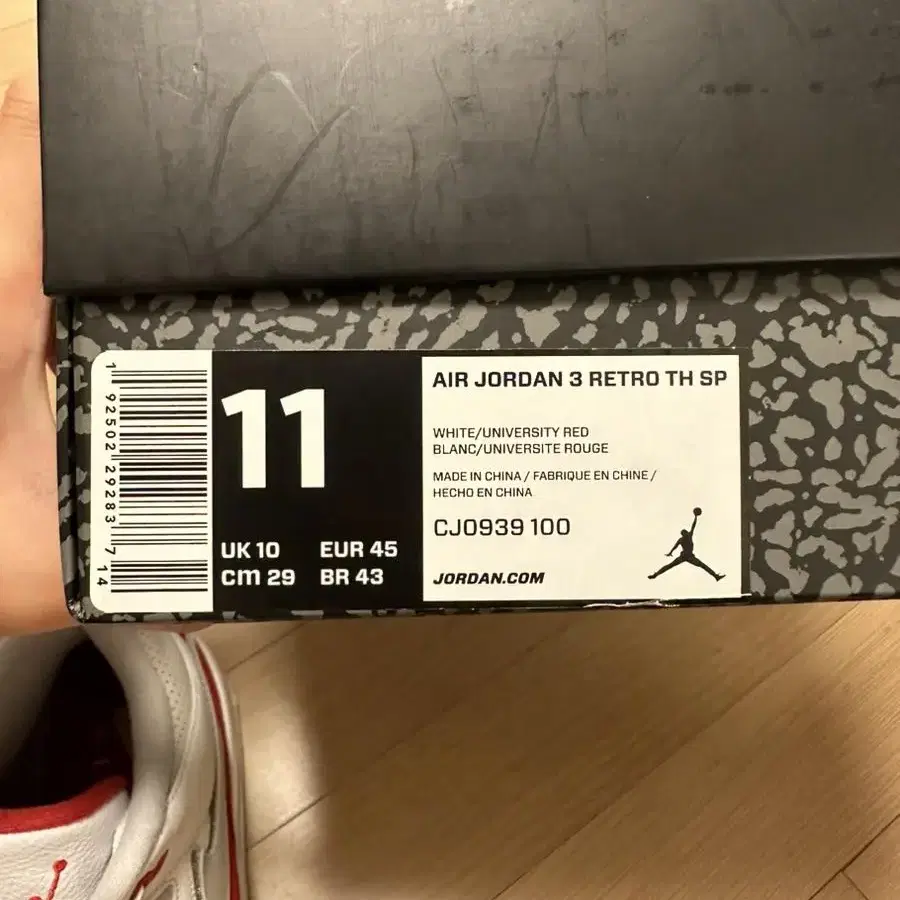 1 92502 29283 7 14
11
UK 10 EUR 45
cm 29 BR 43
AIR JORDAN 3 RETRO TH SP
WHITE/UNIVERSITY RED
BLANC/UNIVERSITE ROUGE
MADE IN CHINA / FABRIQUE EN CHINE /
HECHO EN CHINA
CJ0939 100
JORDAN.COM